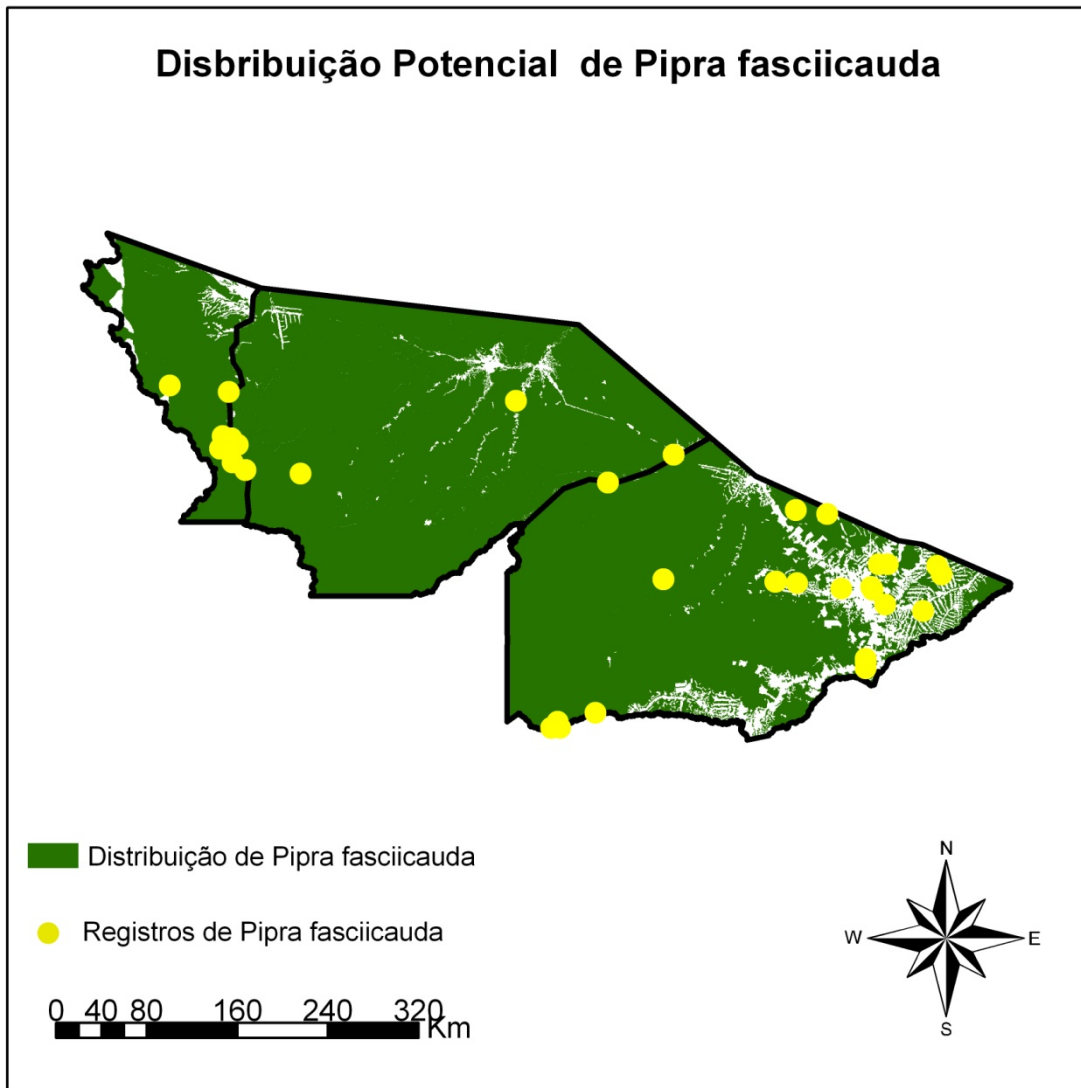 Disbribuição Potencial de Pipra fasciicauda
Distribuição de Pipra fasciicauda
Registros de Pipra fasciicauda
0 40 80 160 240 320
Km
N
W E
S